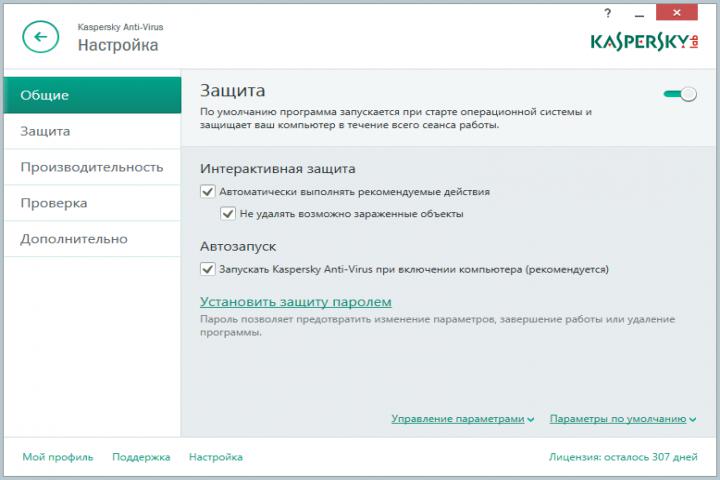 Kaspersky Anti-Virus
Настройка
?
KASPERSKY lab
Общие
Защита
Производительность
Проверка
Дополнительно
Защита
По умолчанию программа запускается при старте операционной системы и
защищает ваш компьютер в течение всего сеанса работы.
Интерактивная защита
Автоматически выполнять рекомендуемые действия
Не удалять возможно зараженные объекты
Автозапуск
Запускать Kaspersky Anti-Virus при включении компьютера (рекомендуется)
Установить защиту паролем
Пароль позволяет предотвратить изменение параметров, завершение работы или удаление
программы.
Управление параметрами
Параметры по умолчанию
Мой профиль
Поддержка
Настройка
Лицензия: осталось 307 дней